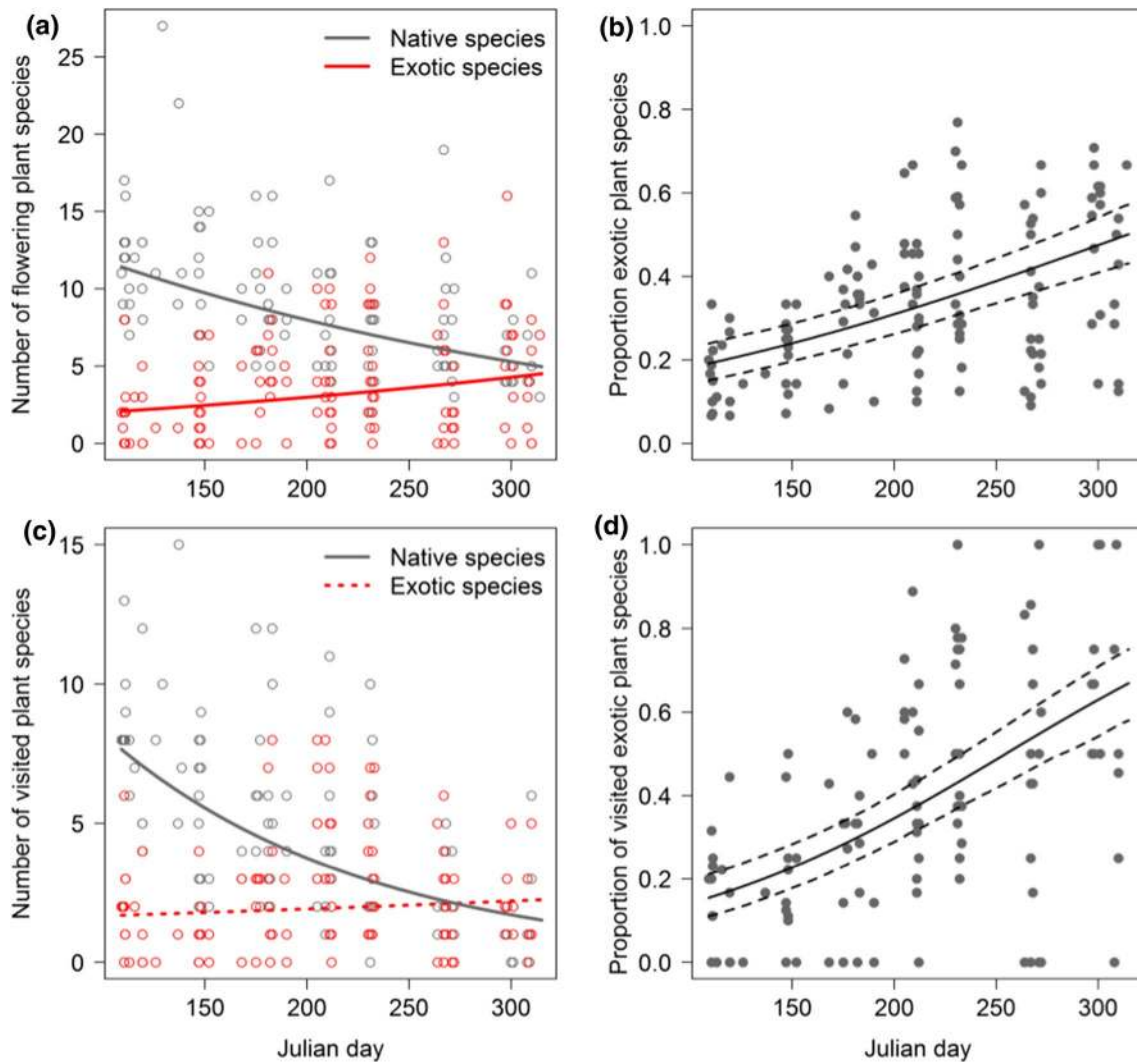 (a)
Number of flowering plant species
25
20
15
10
5
0
Native species
Exotic species
150
200
250
300
(b)
Proportion exotic plant species
1.0
0.8
0.6
0.4
0.2
0.0
150
200
250
300
(c)
Number of visited plant species
15
10
5
0
Native species
Exotic species
150
200
250
300
Julian day
(d)
Proportion of visited exotic plant species
1.0
0.8
0.6
0.4
0.2
0.0
150
200
250
300
Julian day